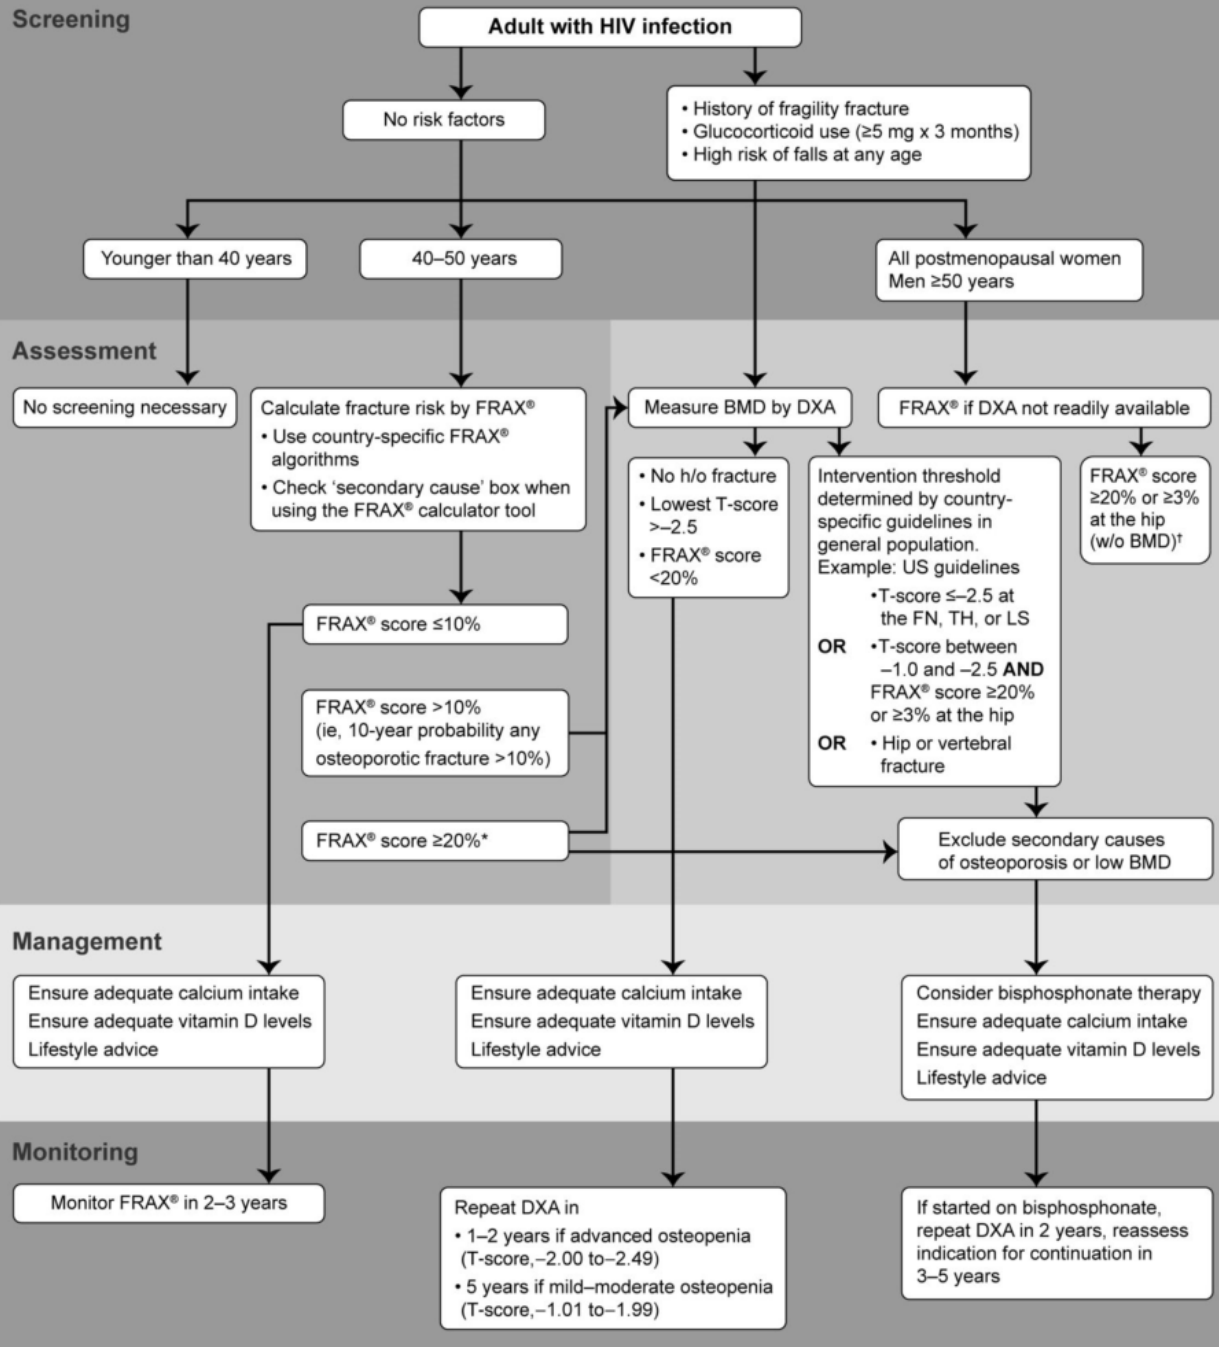 Screening
Adult with HIV infection
No risk factors
• History of fragility fracture
• Glucocorticoid use (≥5 mg x 3 months)
• High risk of falls at any age
Younger than 40 years
40–50 years
All postmenopausal women
Men ≥50 years
Assessment
No screening necessary
Calculate fracture risk by FRAX®
• Use country-specific FRAX®
algorithms
• Check ‘secondary cause’ box when
using the FRAX® calculator tool
Measure BMD by DXA
FRAX® if DXA not readily available
• No h/o fracture
• Lowest T-score
>–2.5
• FRAX® score
<20%
Intervention threshold
determined by country-
specific guidelines in
general population.
Example: US guidelines
•T-score ≤–2.5 at
the FN, TH, or LS
OR •T-score between
–1.0 and –2.5 AND
FRAX® score ≥20%
or ≥3% at the hip
OR • Hip or vertebral
fracture
FRAX® score
≥20% or ≥3%
at the hip
(w/o BMD)†
FRAX® score ≤10%
FRAX® score >10%
(ie, 10-year probability any
osteoporotic fracture >10%)
FRAX® score ≥20%*
Exclude secondary causes
of osteoporosis or low BMD
Management
Ensure adequate calcium intake
Ensure adequate vitamin D levels
Lifestyle advice
Ensure adequate calcium intake
Ensure adequate vitamin D levels
Lifestyle advice
Consider bisphosphonate therapy
Ensure adequate calcium intake
Ensure adequate vitamin D levels
Lifestyle advice
Monitoring
Monitor FRAX® in 2–3 years
Repeat DXA in
• 1–2 years if advanced osteopenia
(T-score,–2.00 to–2.49)
• 5 years if mild–moderate osteopenia
(T-score,–1.01 to–1.99)
If started on bisphosphonate,
repeat DXA in 2 years, reassess
indication for continuation in
3–5 years